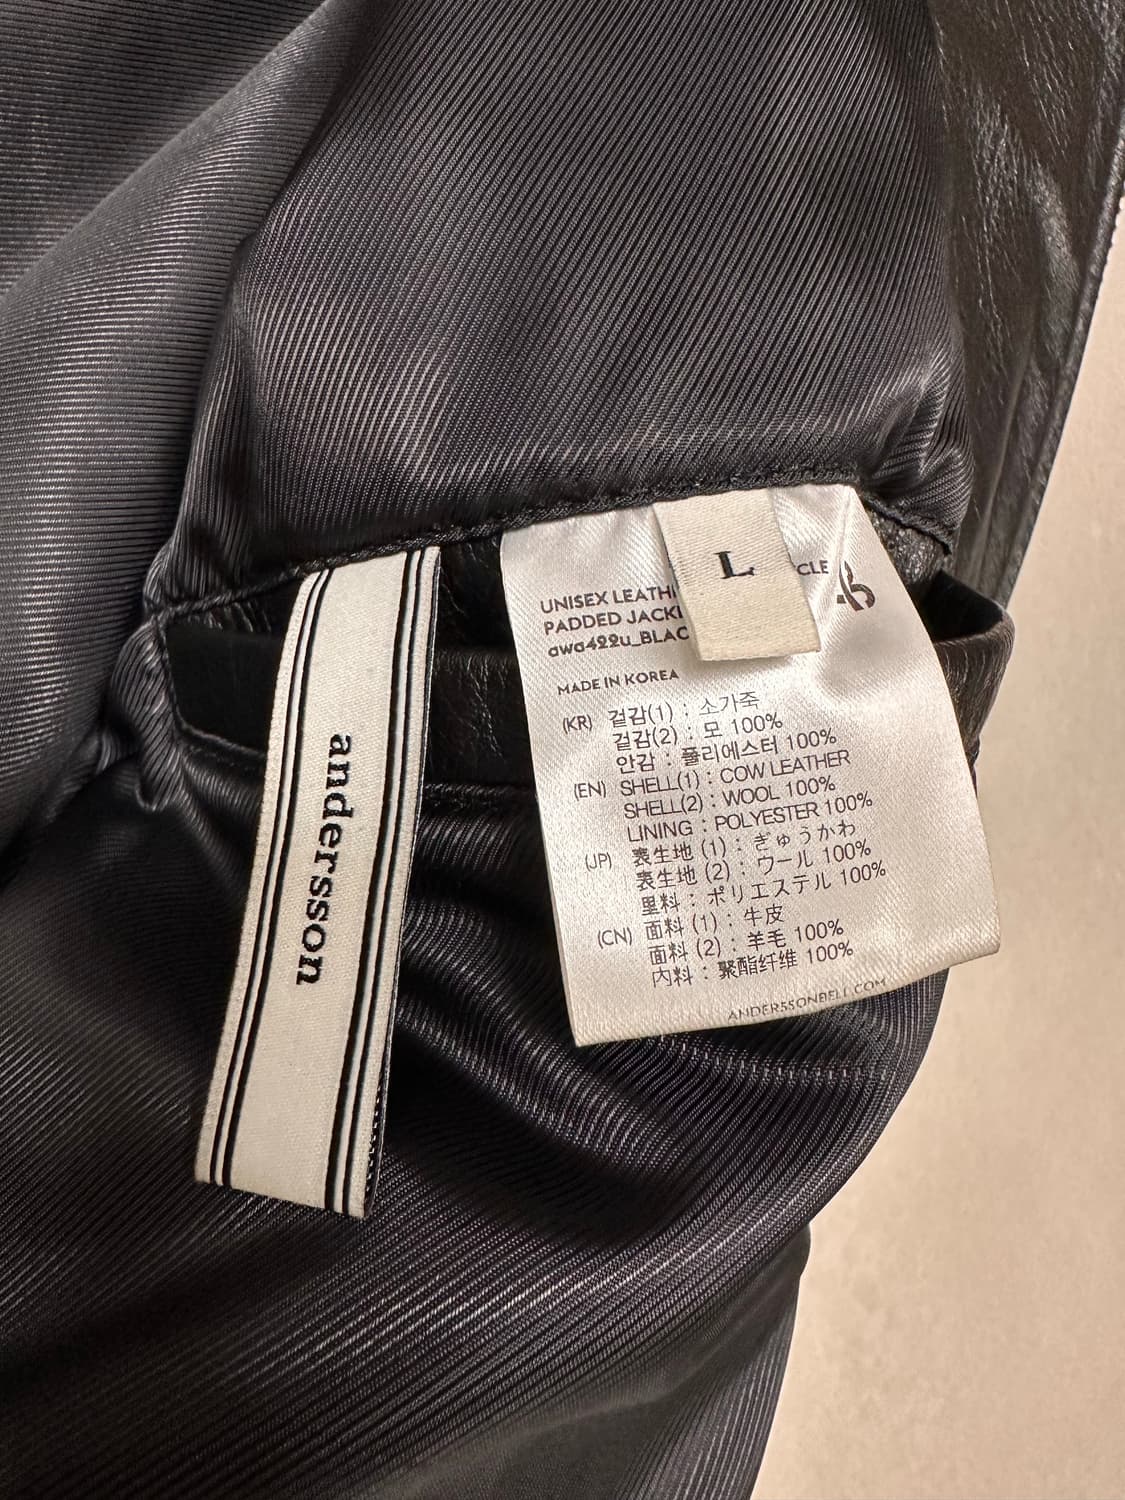 andersson
L
UNISEX LEATH
CLE
PADDED JACK
awa422u_BLAC
MADE IN KOREA
(KR) 겉감(1) : 소가죽
겉감(2) : 모 100%
안감 : 폴리에스터 100%
(EN) SHELL(1) : COW LEATHER
SHELL(2) : WOOL 100%
LINING : POLYESTER 100%
(JP) 表生地 (1) : ぎゅうかわ
表生地 (2) : ウール 100%
里料 : ポリエステル 100%
(CN) 面料 (1) : 牛皮
面料 (2) : 羊毛 100%
内料 : 聚酯纤维 100%
ANDERSSONBELL.COM